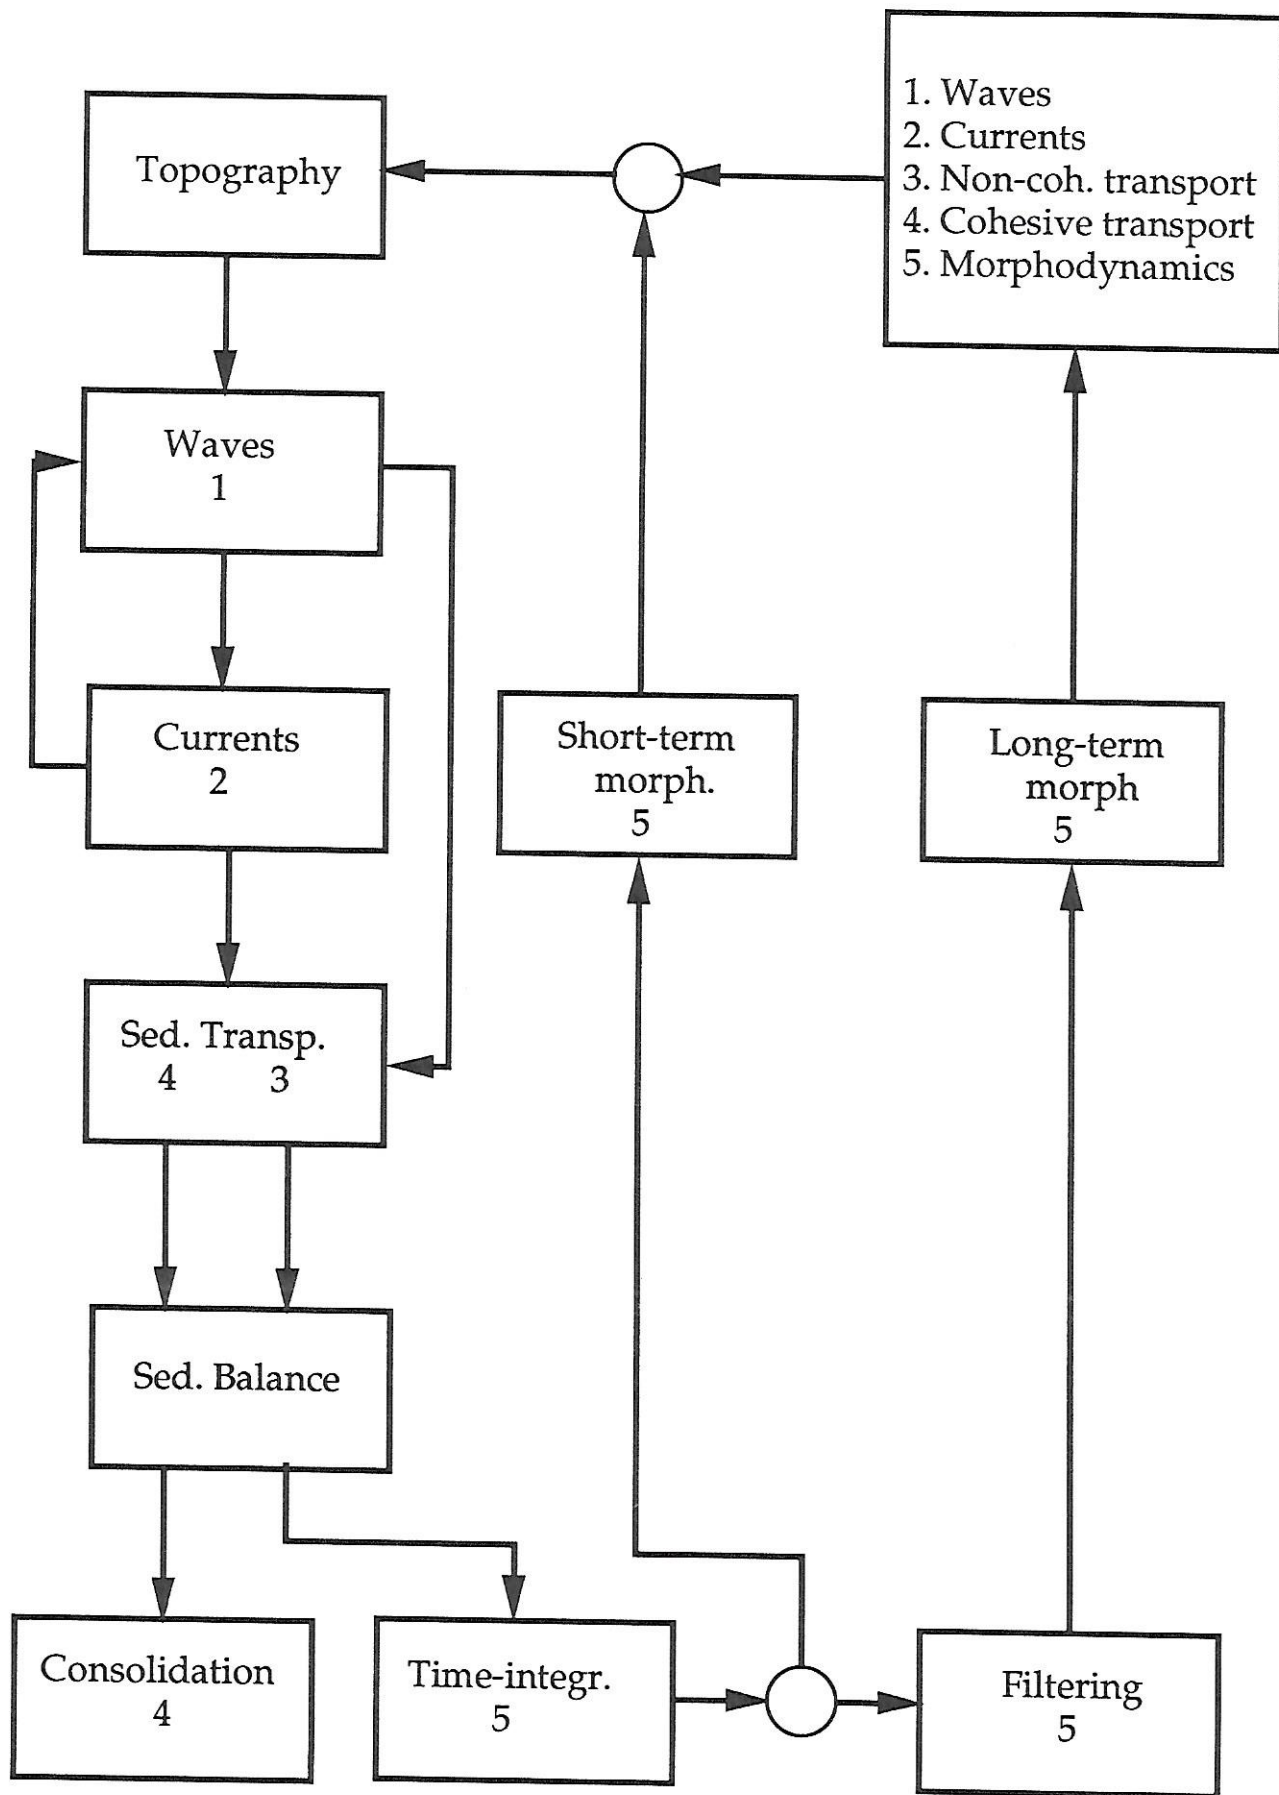 Topography
1. Waves
2. Currents
3. Non-coh. transport
4. Cohesive transport
5. Morphodynamics
Waves
1
Currents
2
Short-term
morph.
5
Long-term
morph
5
Sed. Transp.
4 3
Sed. Balance
Consolidation
4
Time-integr.
5
Filtering
5